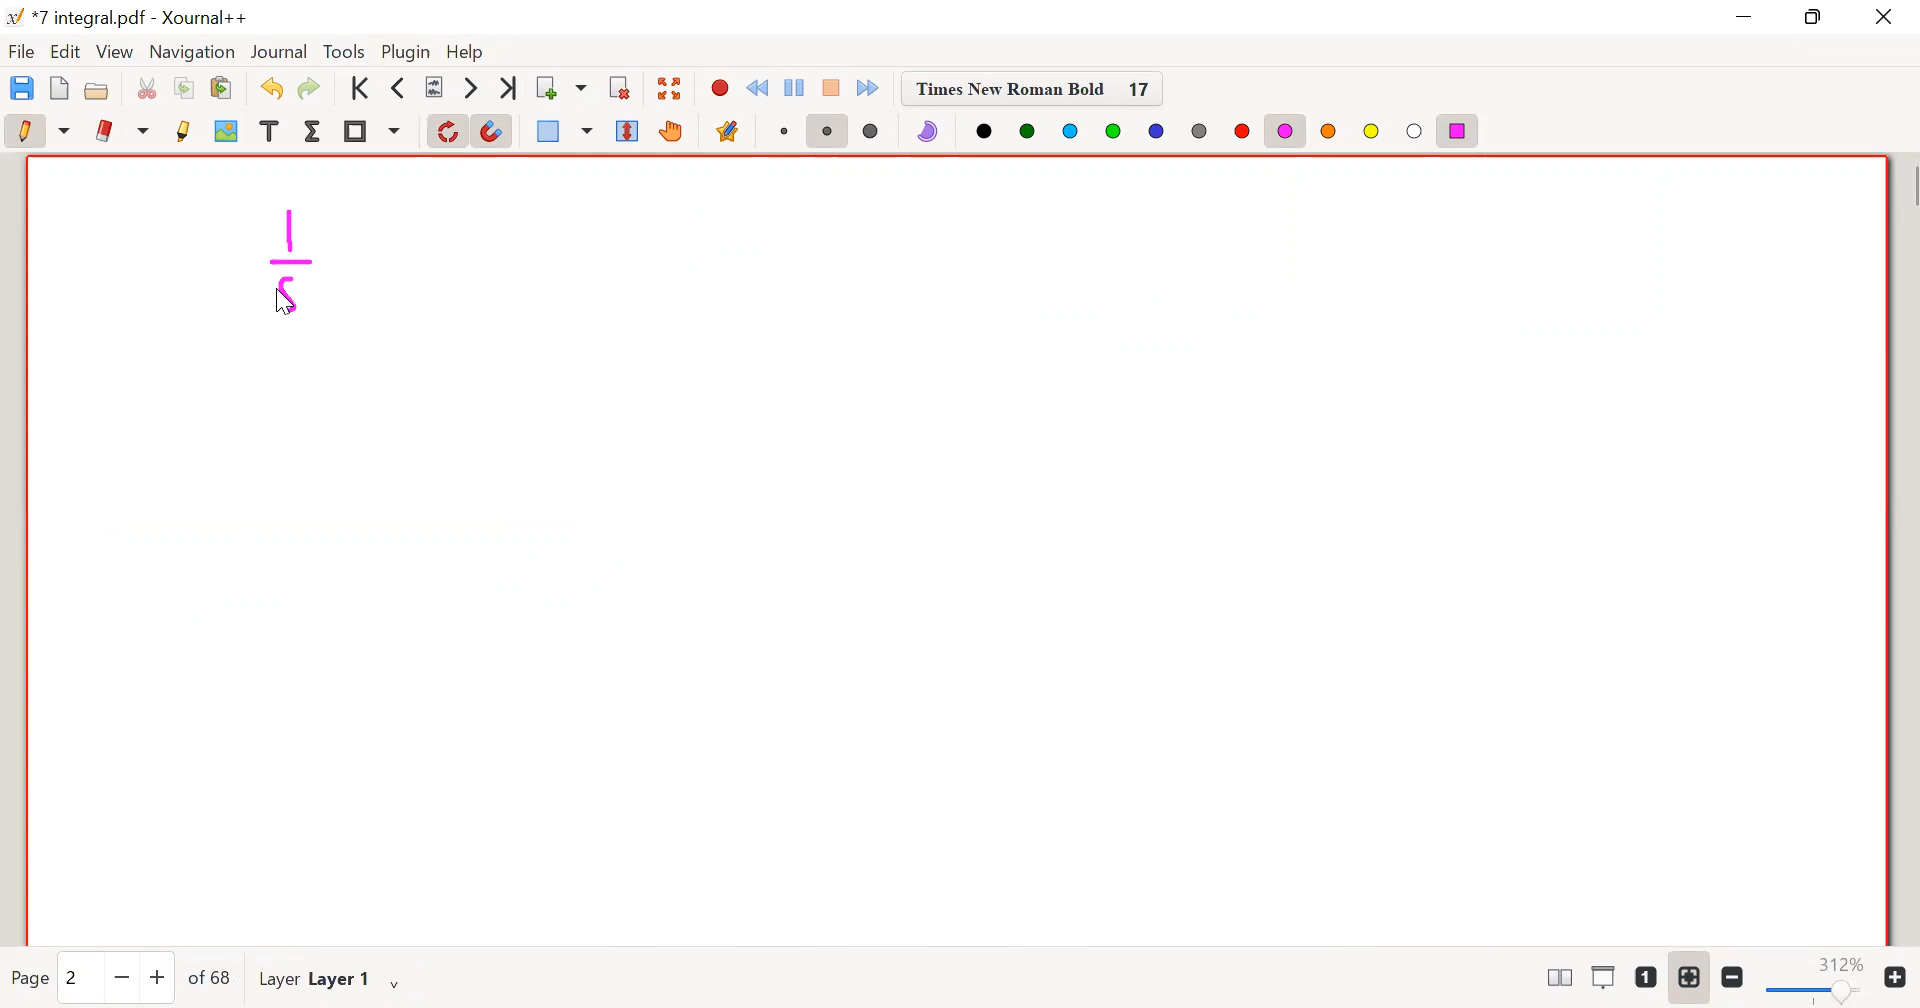 *7 integral.pdf - Xournal++
File Edit View Navigation Journal Tools Plugin Help
Times New Roman Bold 17
1
Page 2 of 68 Layer Layer 1 1 312%